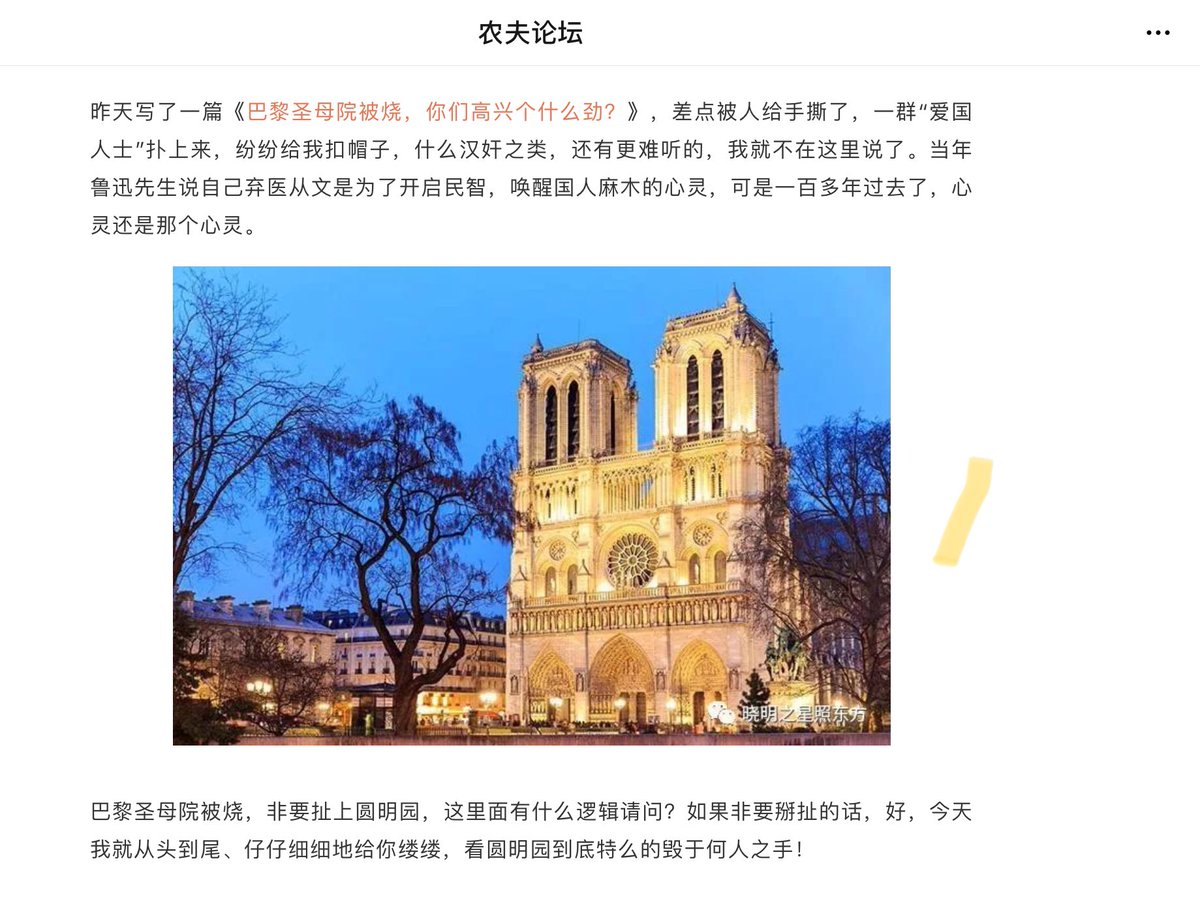 农夫论坛
昨天写了一篇《巴黎圣母院被烧，你们高兴个什么劲？》，差点被人给手撕了，一群“爱国
人士”扑上来，纷纷给我扣帽子，什么汉奸之类，还有更难听的，我就不在这里说了。当年
鲁迅先生说自己弃医从文是为了开启民智，唤醒国人麻木的心灵，可是一百多年过去了，心
灵还是那个心灵。
晓明之星照东方
巴黎圣母院被烧，非要扯上圆明园，这里面有什么逻辑请问？如果非要掰扯的话，好，今天
我就从头到尾、仔仔细细地给你缕缕，看圆明园到底特么的毁于何人之手！